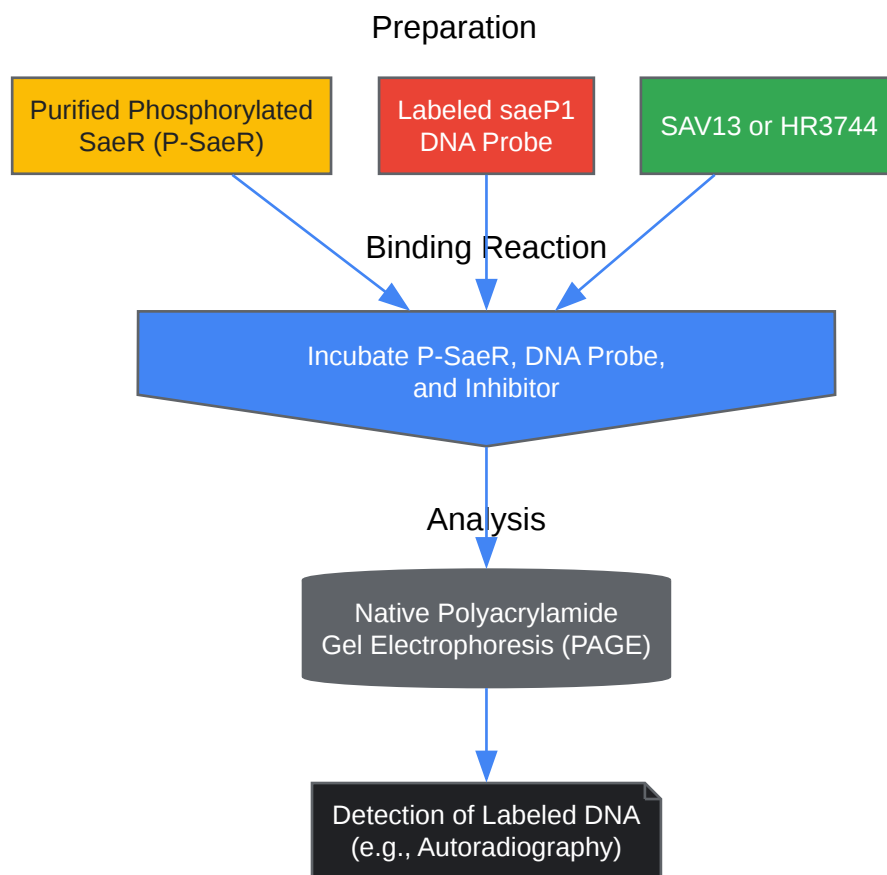 Preparation
Purified Phosphorylated
SaeR (P-SaeR)
Labeled saeP1
DNA Probe
SAV13 or HR3744
Binding Reaction
Incubate P-SaeR, DNA Probe,
and Inhibitor
Analysis
Native Polyacrylamide
Gel Electrophoresis (PAGE)
Detection of Labeled DNA
(e.g., Autoradiography)